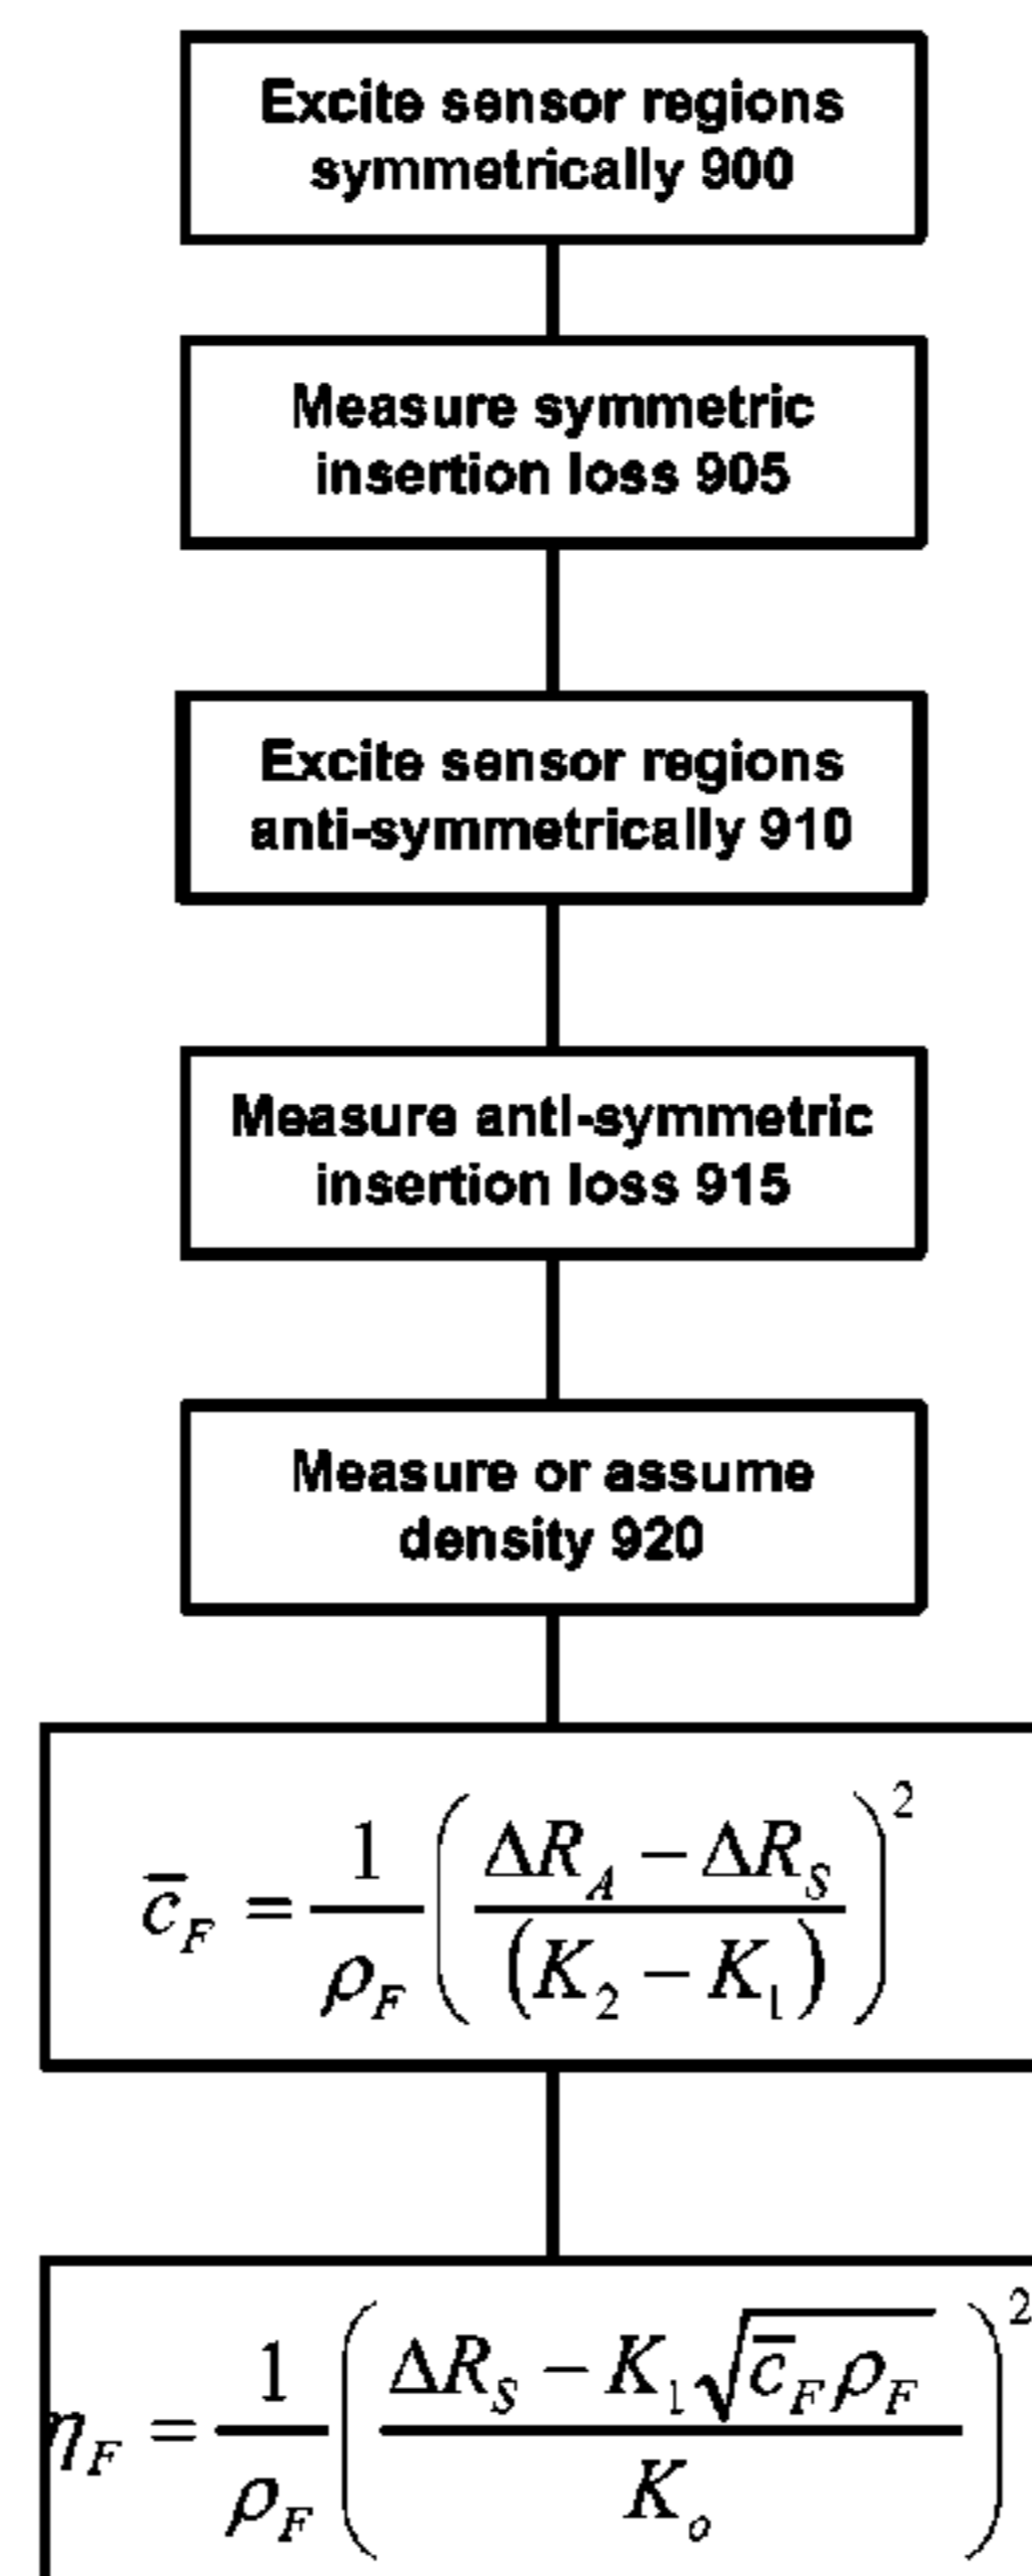 Excite sensor regions
symmetrically 900
Measure symmetric
insertion loss 905
Excite sensor regions
anti-symmetrically 910
Measure anti-symmetric
insertion loss 915
Measure or assume
density 920
c̄_F = 1/ρ_F ((ΔR_A − ΔR_S)/(K_2 − K_1))^2
η_F = 1/ρ_F ((ΔR_S − K_1√(c̄_F ρ_F))/K_o)^2